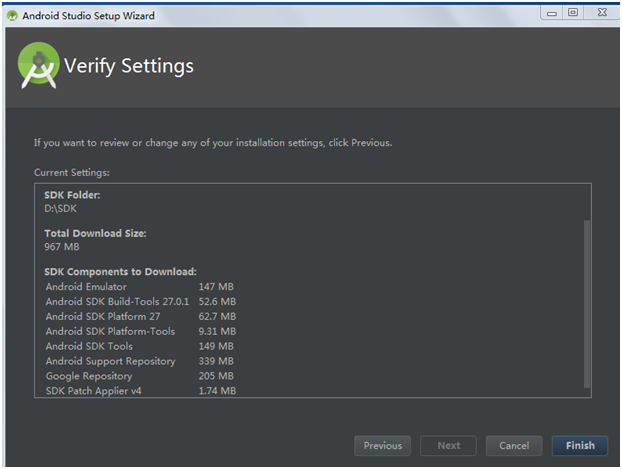 Android Studio Setup Wizard
Verify Settings
If you want to review or change any of your installation settings, click Previous.
Current Settings:
SDK Folder:
D:\SDK
Total Download Size:
967 MB
SDK Components to Download:
Android Emulator 147 MB
Android SDK Build-Tools 27.0.1 52.6 MB
Android SDK Platform 27 62.7 MB
Android SDK Platform-Tools 9.31 MB
Android SDK Tools 149 MB
Android Support Repository 339 MB
Google Repository 205 MB
SDK Patch Applier v4 1.74 MB
Previous Next Cancel Finish